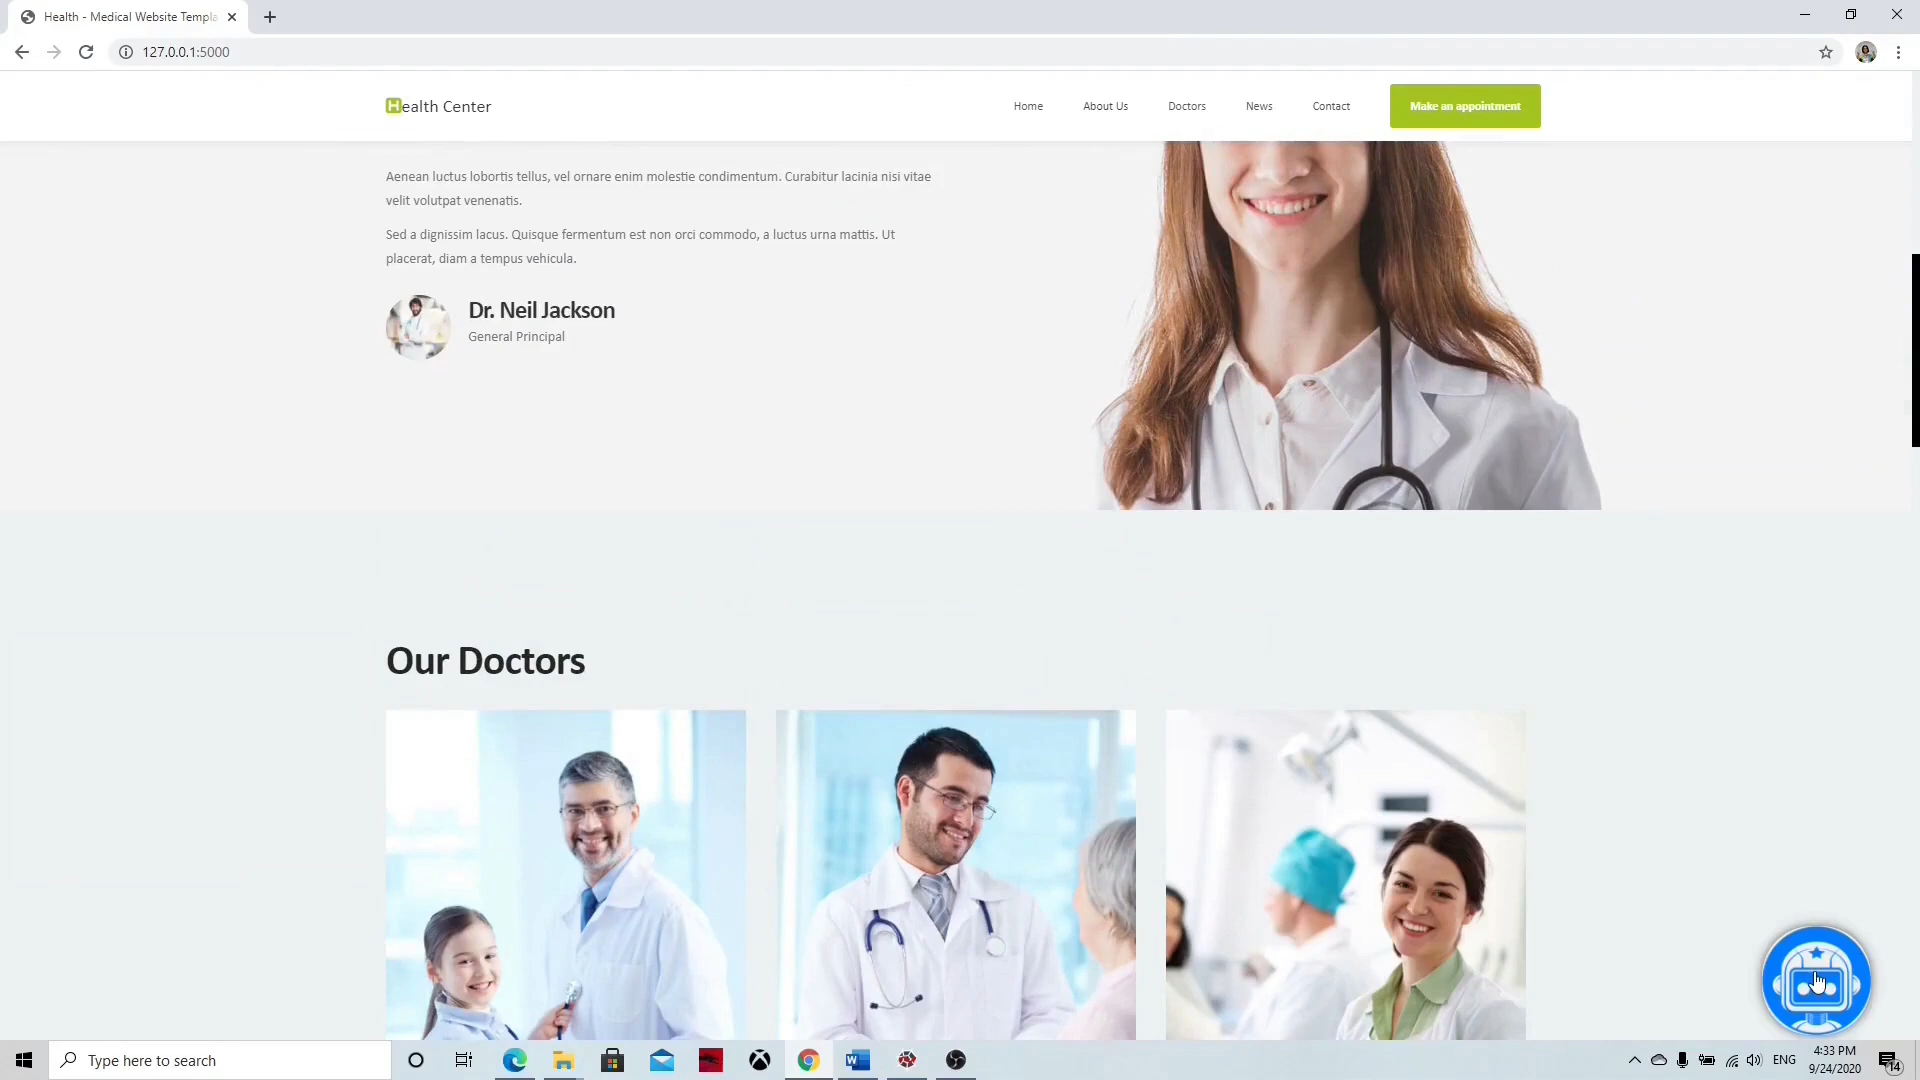 Health - Medical Website Templa
127.0.0.1:5000
Health Center
Home
About Us
Doctors
News
Contact
Make an appointment
Aenean luctus lobortis tellus, vel ornare enim molestie condimentum. Curabitur lacinia nisi vitae
velit volutpat venenatis.
Sed a dignissim lacus. Quisque fermentum est non orci commodo, a luctus urna mattis. Ut
placerat, diam a tempus vehicula.
Dr. Neil Jackson
General Principal
Our Doctors
Type here to search
W
ENG
4:33 PM
9/24/2020
14